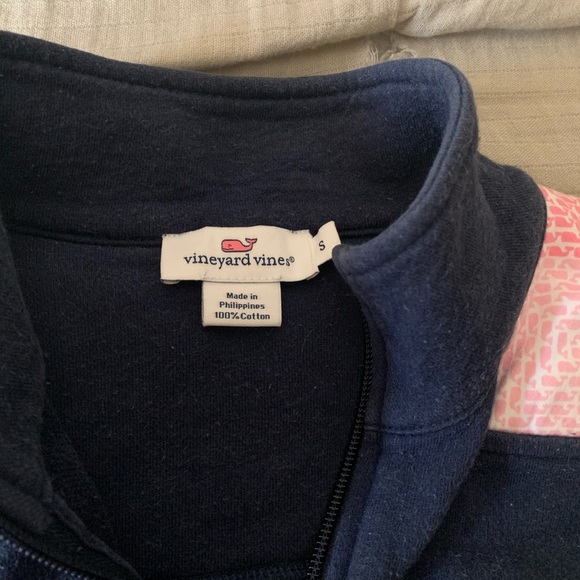 vineyard vines®
S
Made in
Philippines
100% Cotton